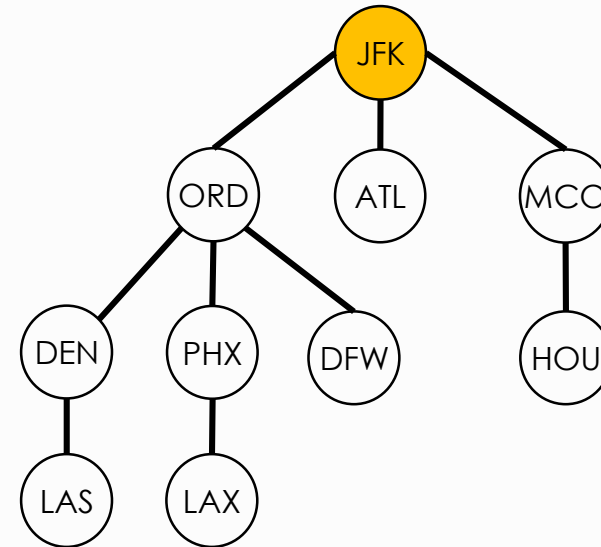 JFK
ORD
ATL
MCO
DEN
PHX
DFW
HOU
LAS
LAX